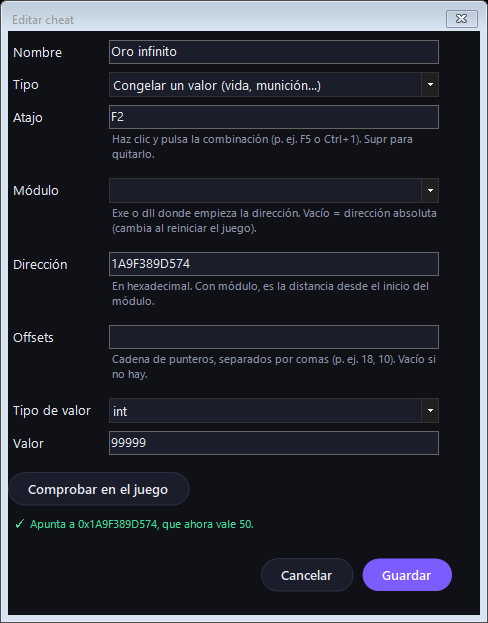 Editar cheat
Nombre
Oro infinito
Tipo
Congelar un valor (vida, munición...)
Atajo
F2
Haz clic y pulsa la combinación (p. ej. F5 o Ctrl+1). Supr para
quitarlo.
Módulo
Exe o dll donde empieza la dirección. Vacío = dirección absoluta
(cambia al reiniciar el juego).
Dirección
1A9F389D574
En hexadecimal. Con módulo, es la distancia desde el inicio del
módulo.
Offsets
Cadena de punteros, separados por comas (p. ej. 18, 10). Vacío si
no hay.
Tipo de valor
int
Valor
99999
Comprobar en el juego
✓ Apunta a 0x1A9F389D574, que ahora vale 50.
Cancelar
Guardar